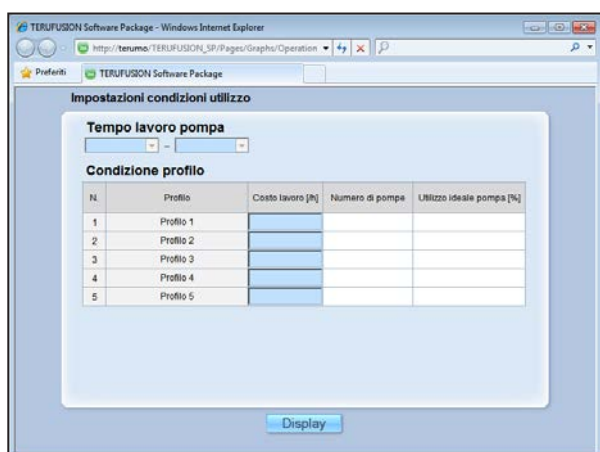 TERUFUSION Software Package - Windows Internet Explorer
http://terumo/TERUFUSION_SP/Pages/Graphs/Operation
Preferiti
TERUFUSION Software Package
Impostazioni condizioni utilizzo
Tempo lavoro pompa
–
Condizione profilo
N. Profilo Costo lavoro [/h] Numero di pompe Utilizzo ideale pompa [%]
1 Profilo 1
2 Profilo 2
3 Profilo 3
4 Profilo 4
5 Profilo 5
Display